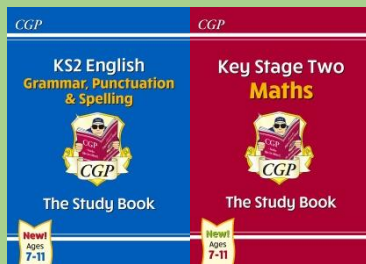 CGP
KS2 English
Grammar, Punctuation
& Spelling
CGP
The Study Book
New!
Ages
7-11
CGP
Key Stage Two
Maths
CGP
The Study Book
New!
Ages
7-11